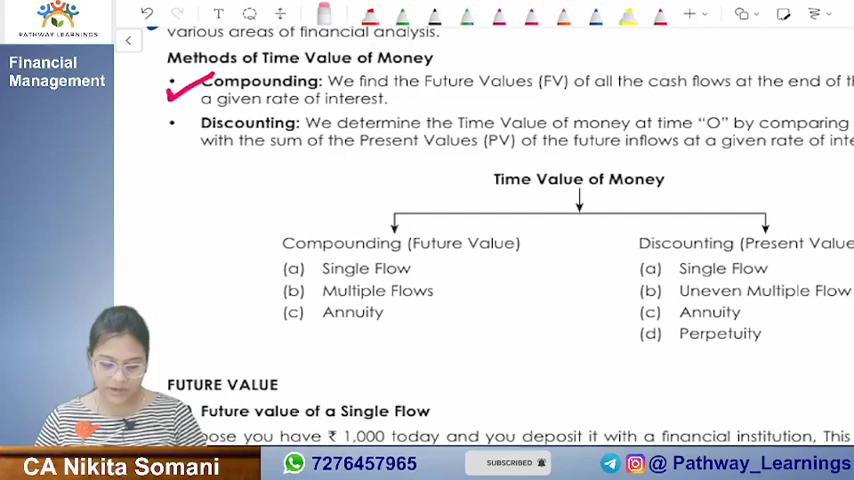 PATHWAY LEARNINGS
Financial
Management
various areas of financial analysis.
Methods of Time Value of Money
• Compounding: We find the Future Values (FV) of all the cash flows at the end of th
a given rate of interest.
• Discounting: We determine the Time Value of money at time "O" by comparing
with the sum of the Present Values (PV) of the future inflows at a given rate of inte
Time Value of Money
Compounding (Future Value)
(a) Single Flow
(b) Multiple Flows
(c) Annuity
Discounting (Present Value
(a) Single Flow
(b) Uneven Multiple Flow
(c) Annuity
(d) Perpetuity
FUTURE VALUE
Future value of a Single Flow
ose you have ₹ 1,000 today and you deposit it with a financial institution, This
CA Nikita Somani
7276457965
SUBSCRIBED
@ Pathway_Learnings